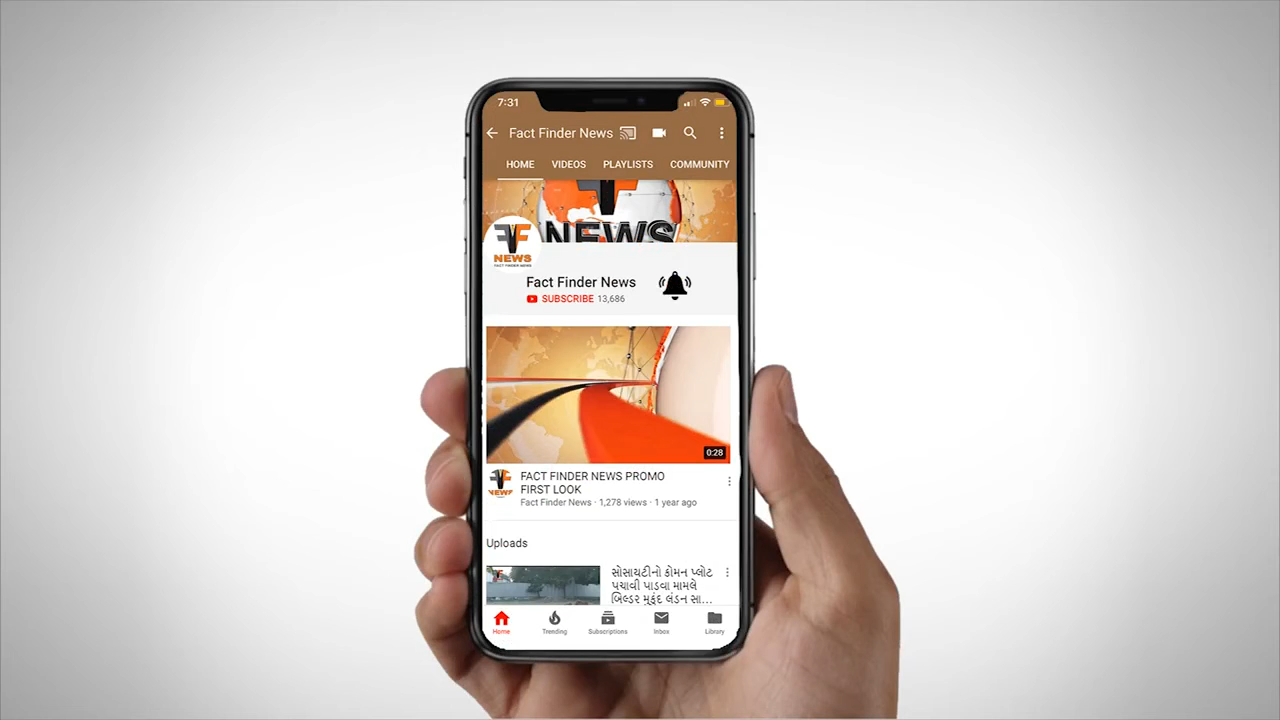 7:31
Fact Finder News
HOME VIDEOS PLAYLISTS COMMUNITY
NEWS
NEWS
FACT FINDER NEWS
Fact Finder News
SUBSCRIBE 13,686
0:28
FACT FINDER NEWS PROMO
FIRST LOOK
Fact Finder News · 1,278 views · 1 year ago
NEWS
Uploads
સોસાયટીનો કોમન પ્લોટ
પચાવી પાડવા મામલે
બિલ્ડર મુકુંદ લંડન સા...
Home Trending Subscriptions Inbox Library